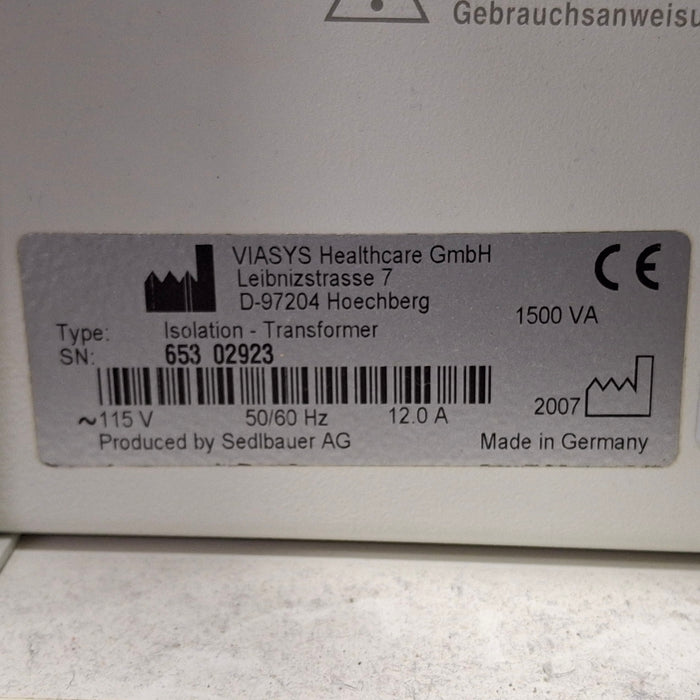 Gebrauchsanweisu
VIASYS Healthcare GmbH
Leibnizstrasse 7
D-97204 Hoechberg
1500 VA
Type: Isolation - Transformer
SN: 653 02923
~115 V 50/60 Hz 12.0 A
2007
Produced by Sedlbauer AG Made in Germany